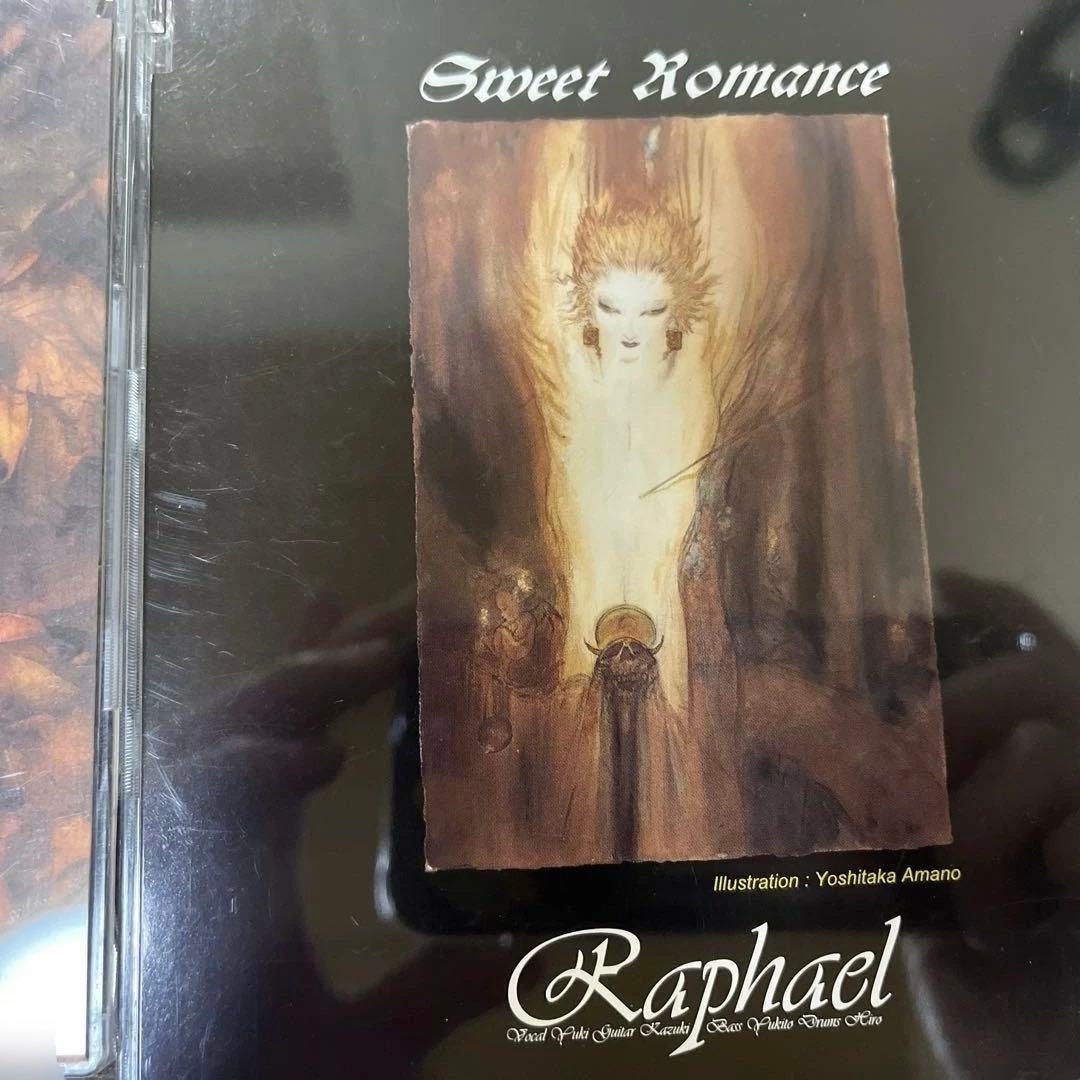 Sweet Romance
Illustration : Yoshitaka Amano
Raphael
Vocal Yuki Guitar Kazuki Bass Yukito Drums Hiro